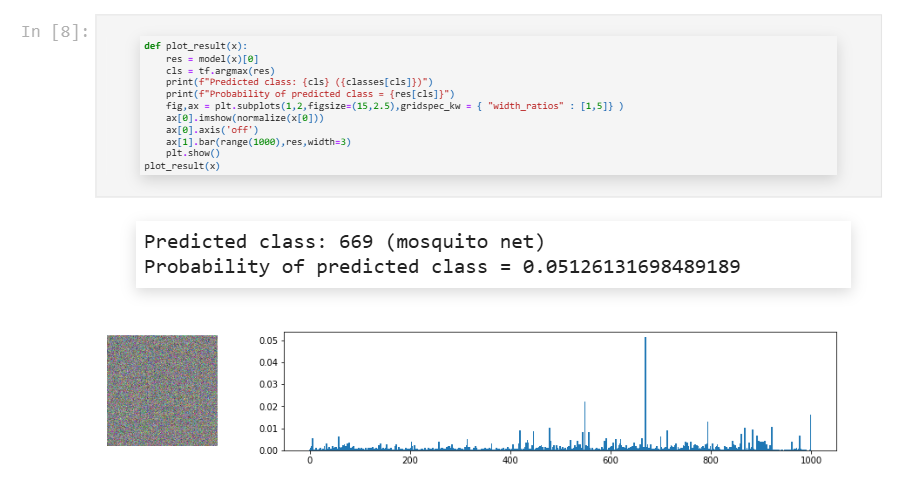 In [8]:
def plot_result(x):
    res = model(x)[0]
    cls = tf.argmax(res)
    print(f"Predicted class: {cls} ({classes[cls]})")
    print(f"Probability of predicted class = {res[cls]}")
    fig,ax = plt.subplots(1,2,figsize=(15,2.5),gridspec_kw = { "width_ratios" : [1,5]} )
    ax[0].imshow(normalize(x[0]))
    ax[0].axis('off')
    ax[1].bar(range(1000),res,width=3)
    plt.show()
plot_result(x)
Predicted class: 669 (mosquito net)
Probability of predicted class = 0.05126131698489189
0.05
0.04
0.03
0.02
0.01
0.00
0 200 400 600 800 1000